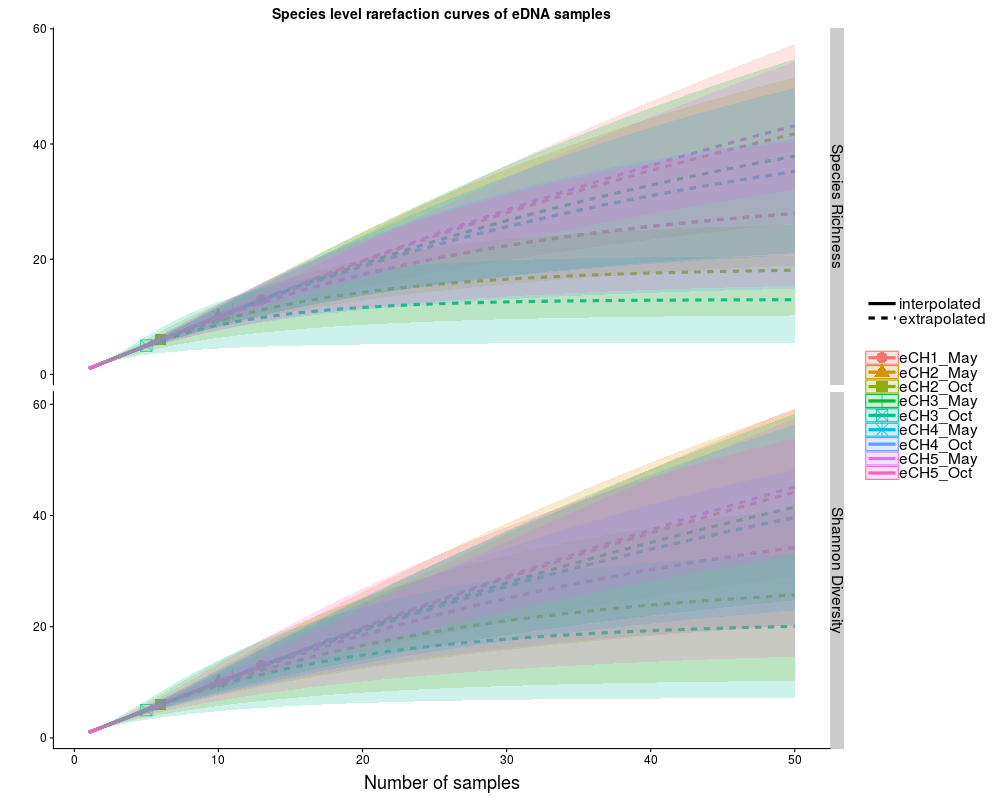 Species level rarefaction curves of eDNA samples
60
40
20
0
Species Richness
60
40
20
0
Shannon Diversity
0 10 20 30 40 50
Number of samples
interpolated
extrapolated
eCH1_May
eCH2_May
eCH2_Oct
eCH3_May
eCH3_Oct
eCH4_May
eCH4_Oct
eCH5_May
eCH5_Oct